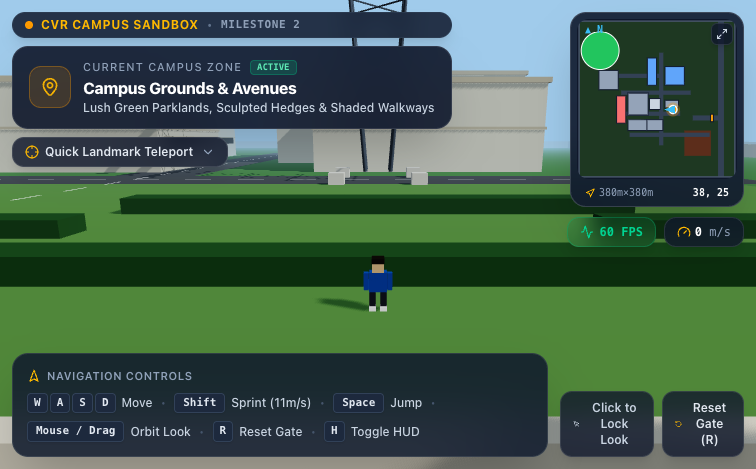 CVR CAMPUS SANDBOX • MILESTONE 2
CURRENT CAMPUS ZONE ACTIVE
Campus Grounds & Avenues
Lush Green Parklands, Sculpted Hedges & Shaded Walkways
Quick Landmark Teleport
N
380m×380m 38, 25
60 FPS 0 m/s
NAVIGATION CONTROLS
W A S D Move • Shift Sprint (11m/s) • Space Jump •
Mouse / Drag Orbit Look • R Reset Gate • H Toggle HUD
Click to
Lock
Look
Reset
Gate
(R)